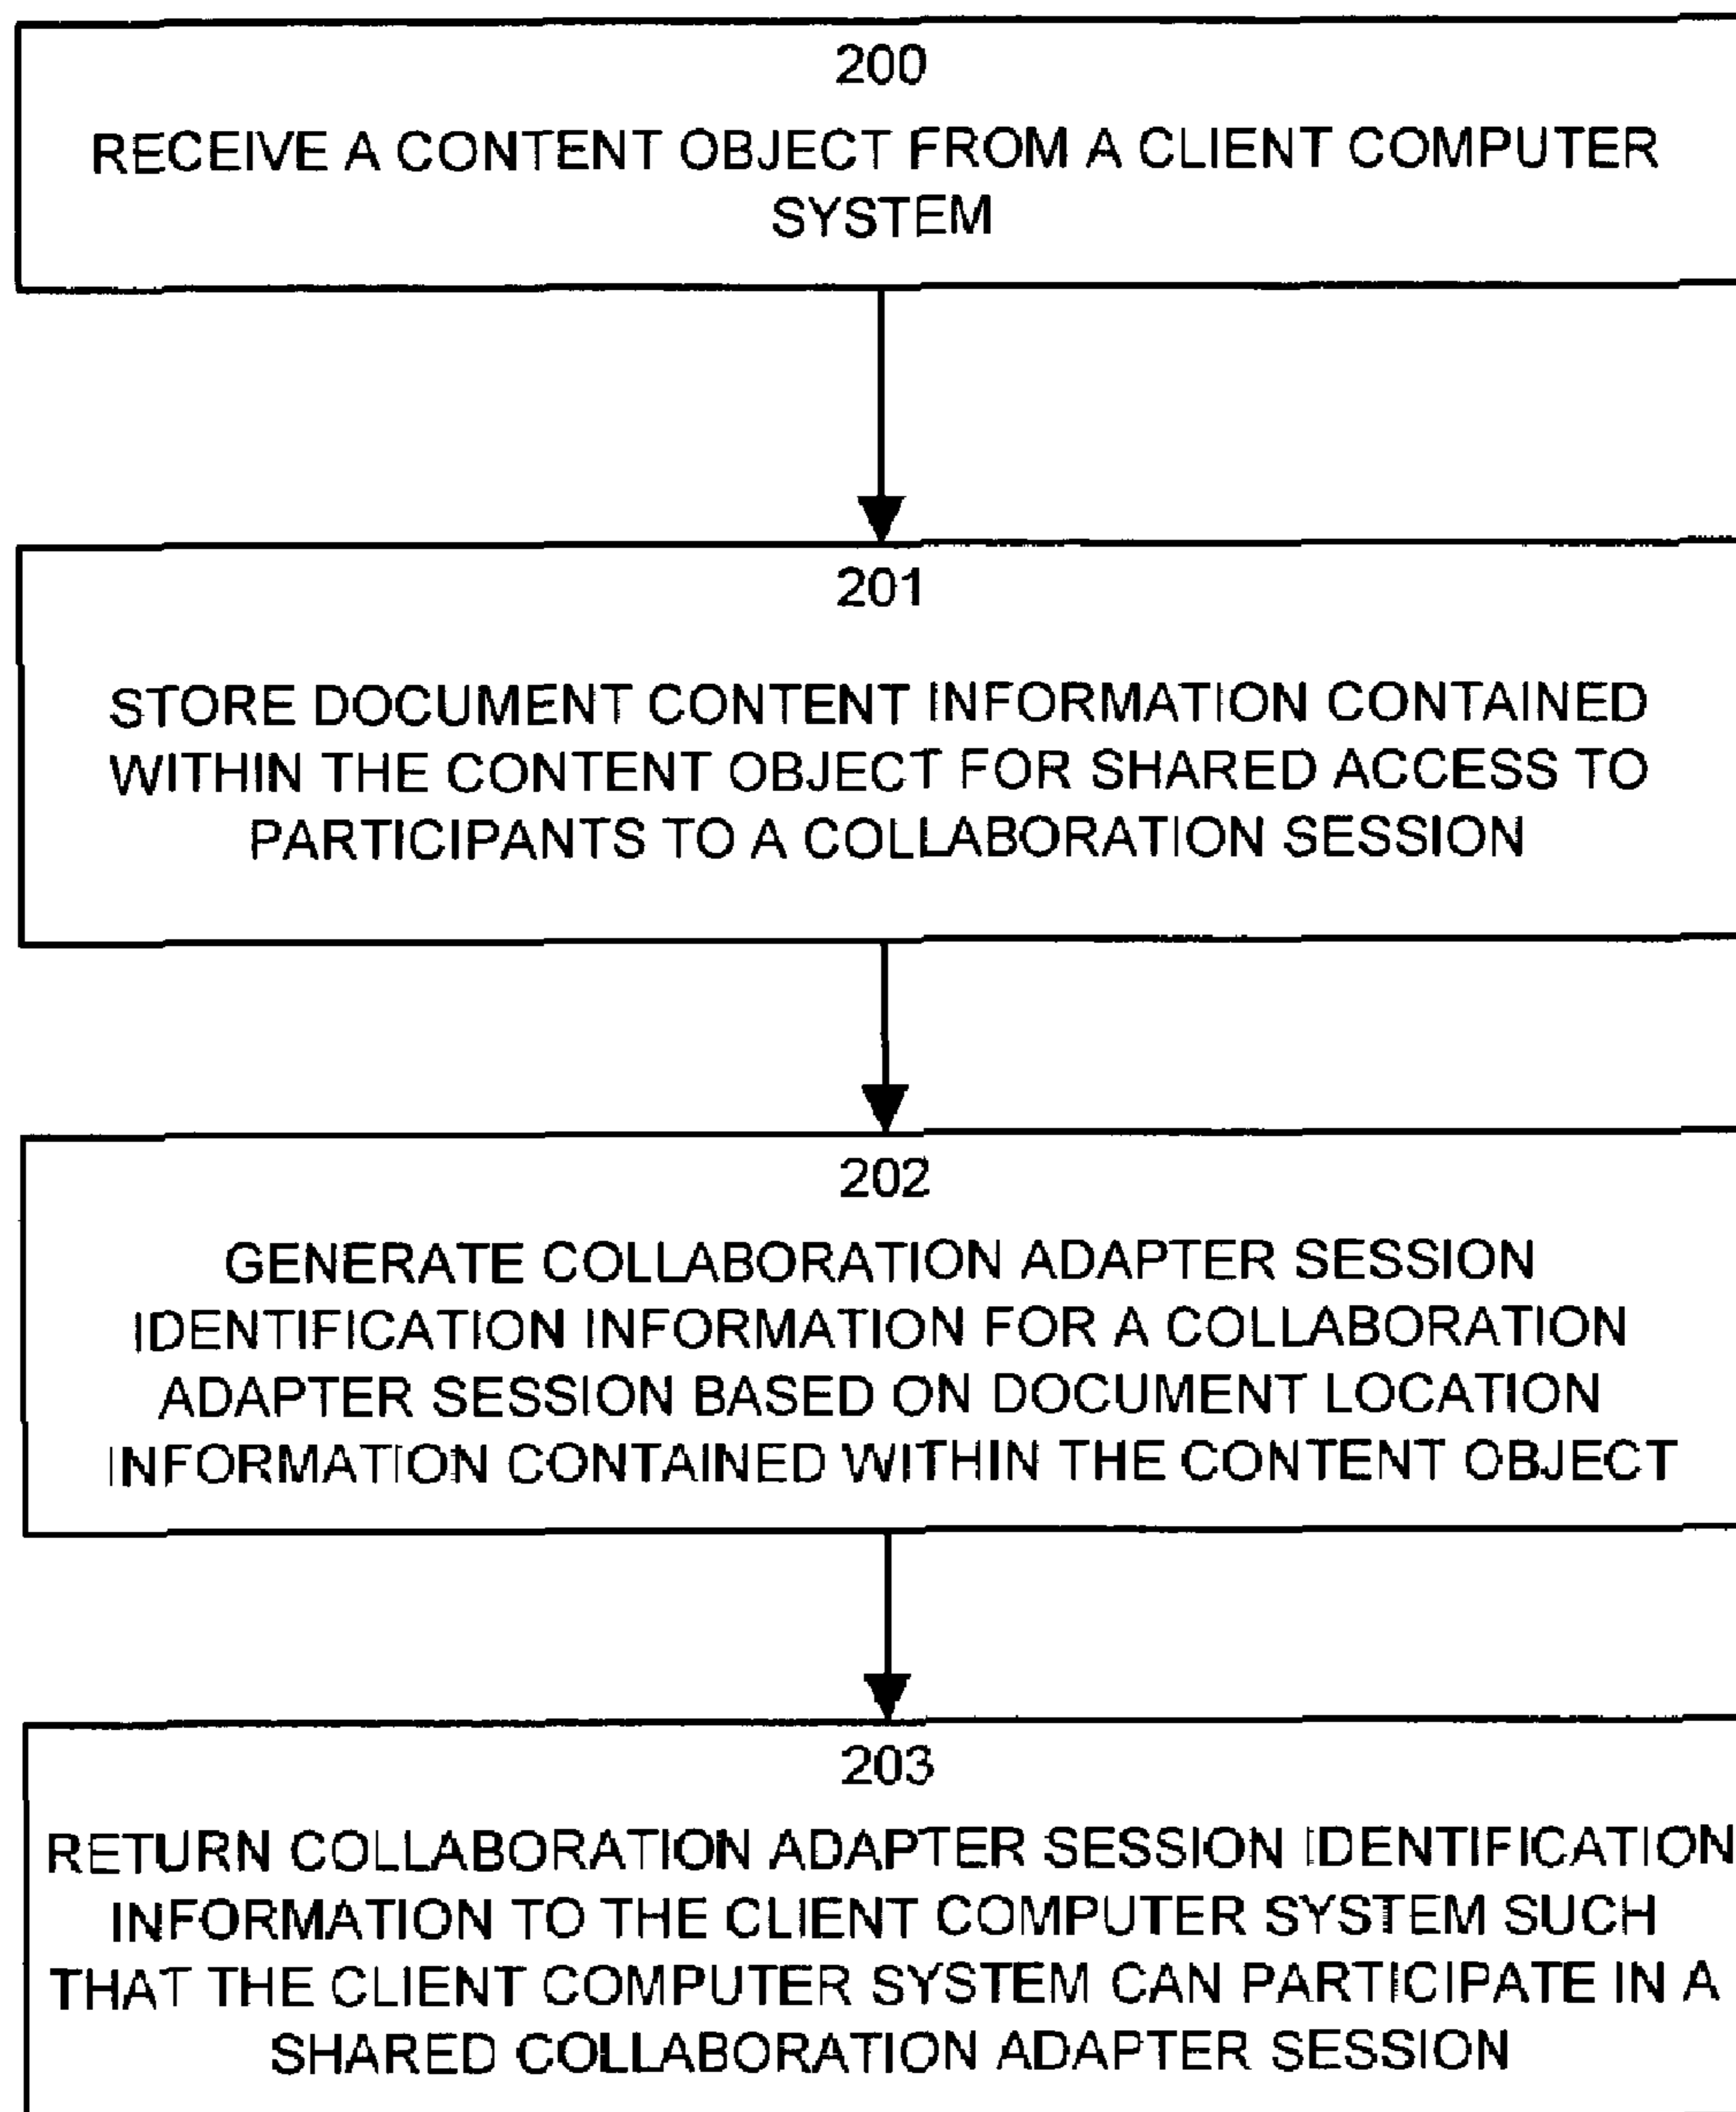 200
RECEIVE A CONTENT OBJECT FROM A CLIENT COMPUTER
SYSTEM
201
STORE DOCUMENT CONTENT INFORMATION CONTAINED
WITHIN THE CONTENT OBJECT FOR SHARED ACCESS TO
PARTICIPANTS TO A COLLABORATION SESSION
202
GENERATE COLLABORATION ADAPTER SESSION
IDENTIFICATION INFORMATION FOR A COLLABORATION
ADAPTER SESSION BASED ON DOCUMENT LOCATION
INFORMATION CONTAINED WITHIN THE CONTENT OBJECT
203
RETURN COLLABORATION ADAPTER SESSION IDENTIFICATION
INFORMATION TO THE CLIENT COMPUTER SYSTEM SUCH
THAT THE CLIENT COMPUTER SYSTEM CAN PARTICIPATE IN A
SHARED COLLABORATION ADAPTER SESSION